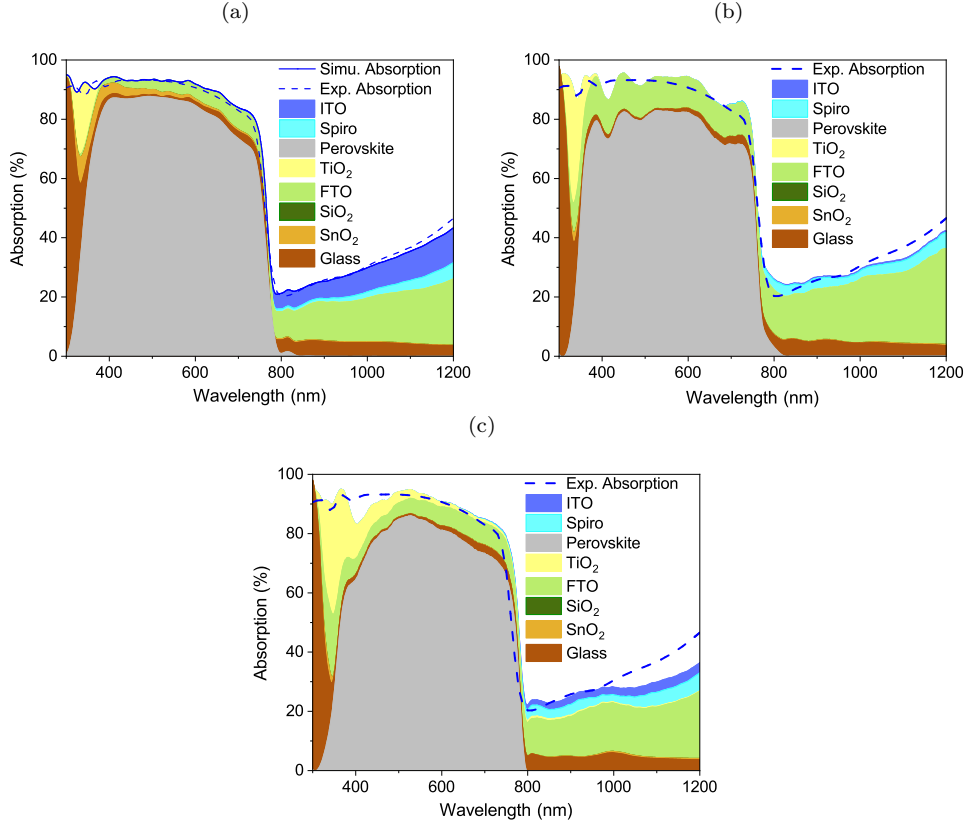 (a)
(b)
100
80
60
40
20
0
Absorption (%)
Simu. Absorption
Exp. Absorption
ITO
Spiro
Perovskite
TiO2
FTO
SiO2
SnO2
Glass
400
600
800
1000
1200
Wavelength (nm)
100
80
60
40
20
0
Absorption (%)
Exp. Absorption
ITO
Spiro
Perovskite
TiO2
FTO
SiO2
SnO2
Glass
400
600
800
1000
1200
Wavelength (nm)
(c)
100
80
60
40
20
0
Absorption (%)
Exp. Absorption
ITO
Spiro
Perovskite
TiO2
FTO
SiO2
SnO2
Glass
400
600
800
1000
1200
Wavelength (nm)